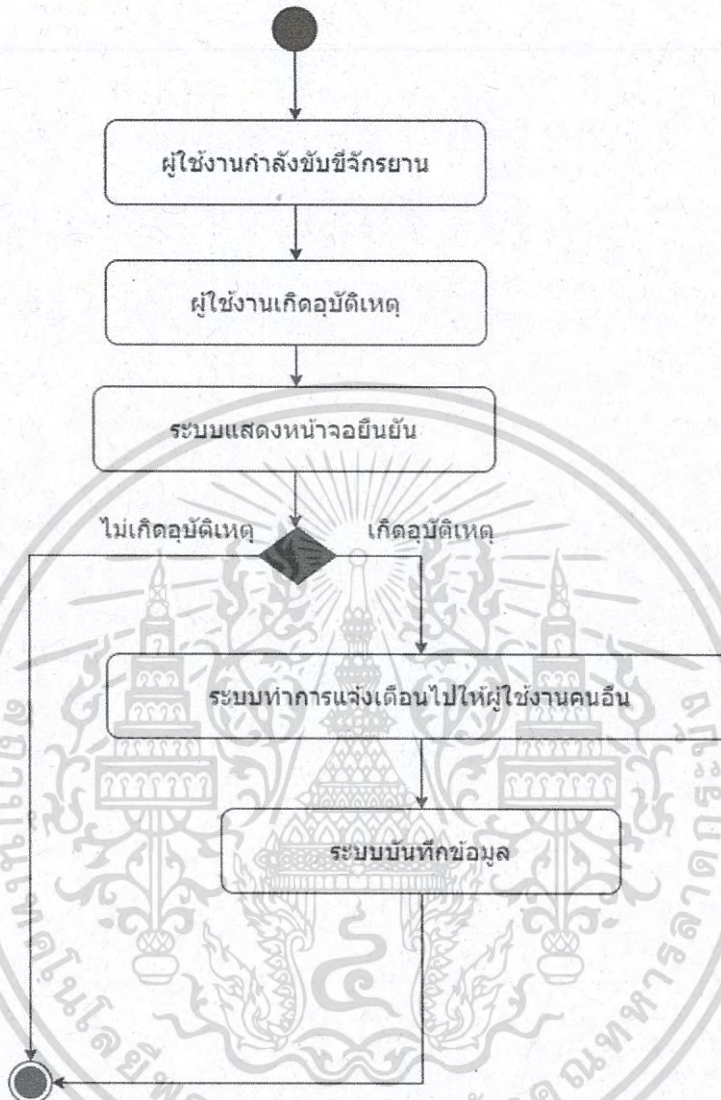 ผู้ใช้งานกำลังขับขี่จักรยาน
ผู้ใช้งานเกิดอุบัติเหตุ
ระบบแสดงหน้าจอยืนยัน
ไม่เกิดอุบัติเหตุ
เกิดอุบัติเหตุ
ระบบทำการแจ้งเตือนไปให้ผู้ใช้งานคนอื่น
ระบบบันทึกข้อมูล